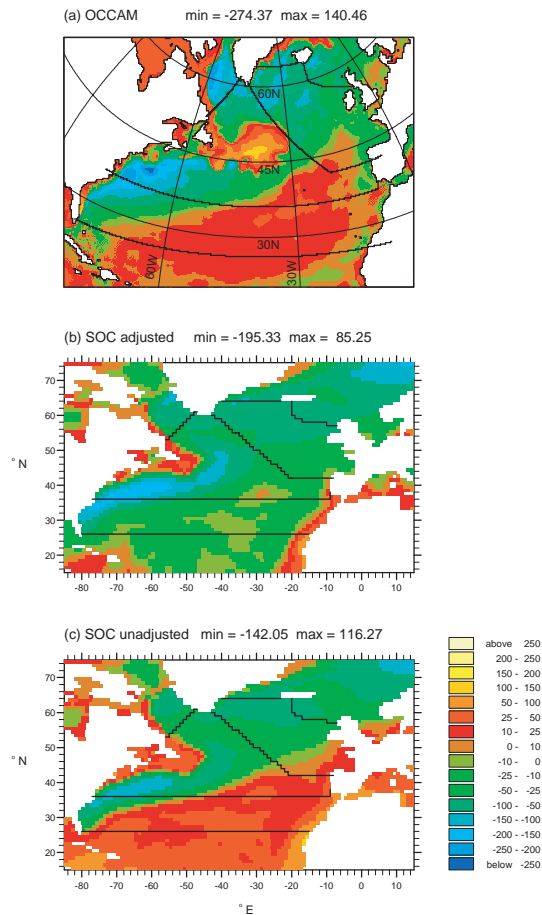 (a) OCCAM min = -274.37 max = 140.46
60N
45N
30N
60W
30W
(b) SOC adjusted min = -195.33 max = 85.25
70
60
50
40
30
20
° N
-80 -70 -60 -50 -40 -30 -20 -10 0 10
(c) SOC unadjusted min = -142.05 max = 116.27
70
60
50
40
30
20
° N
-80 -70 -60 -50 -40 -30 -20 -10 0 10
° E
above 250
200 - 250
150 - 200
100 - 150
50 - 100
25 - 50
10 - 25
0 - 10
-10 - 0
-25 - -10
-50 - -25
-100 - -50
-150 - -100
-200 - -150
-250 - -200
below -250